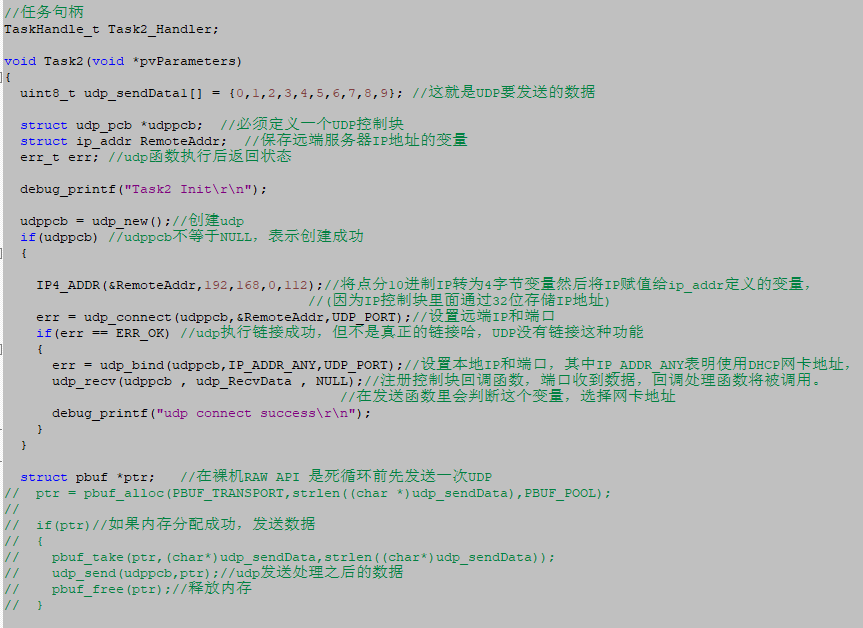 //任务句柄
TaskHandle_t Task2_Handler;
void Task2(void *pvParameters)
{
uint8_t udp_sendData1[] = {0,1,2,3,4,5,6,7,8,9}; //这就是UDP要发送的数据
struct udp_pcb *udppcb; //必须定义一个UDP控制块
struct ip_addr RemoteAddr; //保存远端服务器IP地址的变量
err_t err; //udp函数执行后返回状态
debug_printf("Task2 Init\r\n");
udppcb = udp_new();//创建udp
if(udppcb) //udppcb不等于NULL, 表示创建成功
{
IP4_ADDR(&RemoteAddr,192,168,0,112);//将点分10进制IP转为4字节变量然后将IP赋值给ip_addr定义的变量,
//(因为IP控制块里面通过32位存储IP地址)
err = udp_connect(udppcb,&RemoteAddr,UDP_PORT);//设置远端IP和端口
if(err == ERR_OK) //udp执行链接成功, 但不是真正的链接哈, UDP没有链接这种功能
{
err = udp_bind(udppcb,IP_ADDR_ANY,UDP_PORT);//设置本地IP和端口, 其中IP_ADDR_ANY表明使用DHCP网卡地址,
udp_recv(udppcb , udp_RecvData , NULL);//注册控制块回调函数, 端口收到数据, 回调处理函数将被调用。
//在发送函数里会判断这个变量, 选择网卡地址
debug_printf("udp connect success\r\n");
}
}
struct pbuf *ptr; //在裸机RAW API 是死循环前先发送一次UDP
// ptr = pbuf_alloc(PBUF_TRANSPORT,strlen((char *)udp_sendData),PBUF_POOL);
//
// if(ptr)//如果内存分配成功, 发送数据
// {
// pbuf_take(ptr,(char*)udp_sendData,strlen((char*)udp_sendData));
// udp_send(udppcb,ptr);//udp发送处理之后的数据
// pbuf_free(ptr);//释放内存
// }